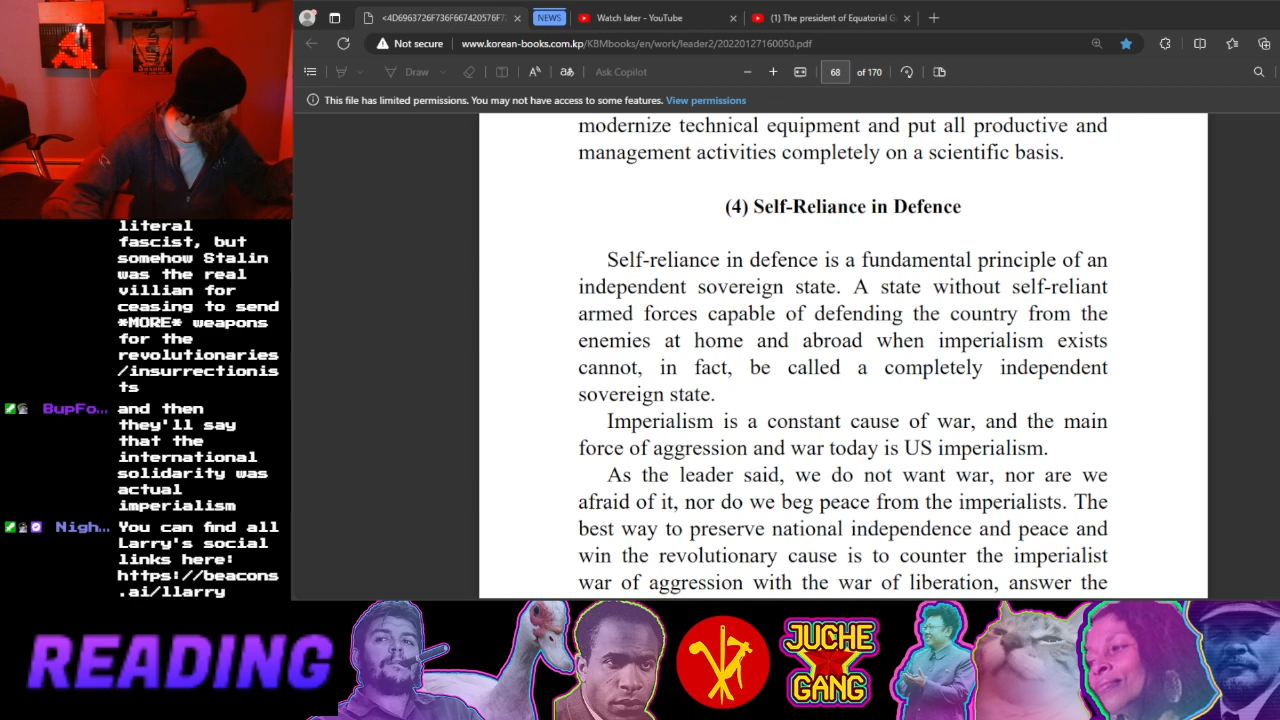 <4D6963726F736F667420576F7
NEWS
Watch later - YouTube
(1) The president of Equatorial G
Not secure
www.korean-books.com.kp/KBMbooks/en/work/leader2/20220127160050.pdf
Draw
Ask Copilot
68 of 170
This file has limited permissions. You may not have access to some features. View permissions
modernize technical equipment and put all productive and
management activities completely on a scientific basis.
(4) Self-Reliance in Defence
Self-reliance in defence is a fundamental principle of an
independent sovereign state. A state without self-reliant
armed forces capable of defending the country from the
enemies at home and abroad when imperialism exists
cannot, in fact, be called a completely independent
sovereign state.
Imperialism is a constant cause of war, and the main
force of aggression and war today is US imperialism.
As the leader said, we do not want war, nor are we
afraid of it, nor do we beg peace from the imperialists. The
best way to preserve national independence and peace and
win the revolutionary cause is to counter the imperialist
war of aggression with the war of liberation, answer the
literal
fascist, but
somehow Stalin
was the real
villian for
ceasing to send
*MORE* weapons
for the
revolutionaries
/insurrectionis
ts
BupFo... and then
they'll say
that the
international
solidarity was
actual
imperialism
Nigh... You can find all
Larry's social
links here:
https://beacons
.ai/llarry
READING
JUCHE
GANG